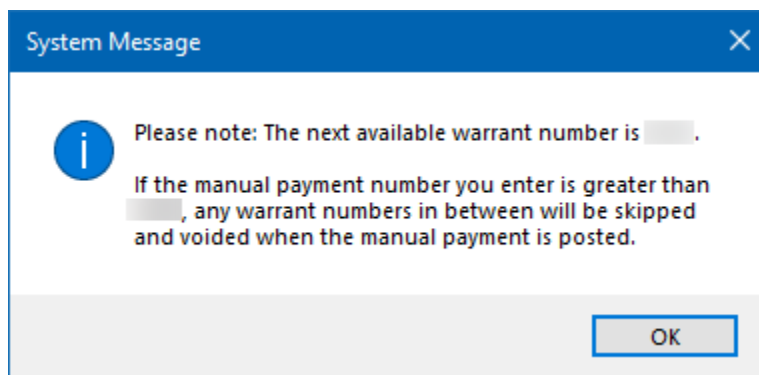 System Message
Please note: The next available warrant number is .
If the manual payment number you enter is greater than
, any warrant numbers in between will be skipped
and voided when the manual payment is posted.
OK